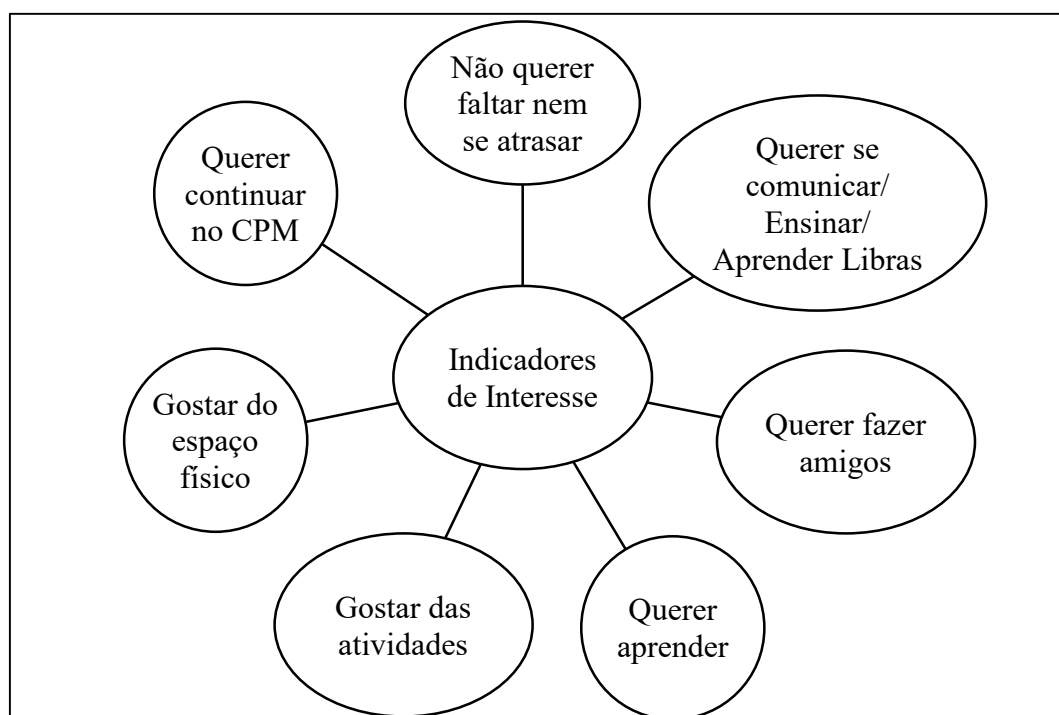 Não querer
faltar nem
se atrasar
Querer se
comunicar/
Ensinar/
Aprender Libras
Querer
continuar
no CPM
Indicadores
de Interesse
Gostar do
espaço
físico
Querer fazer
amigos
Gostar das
atividades
Querer
aprender